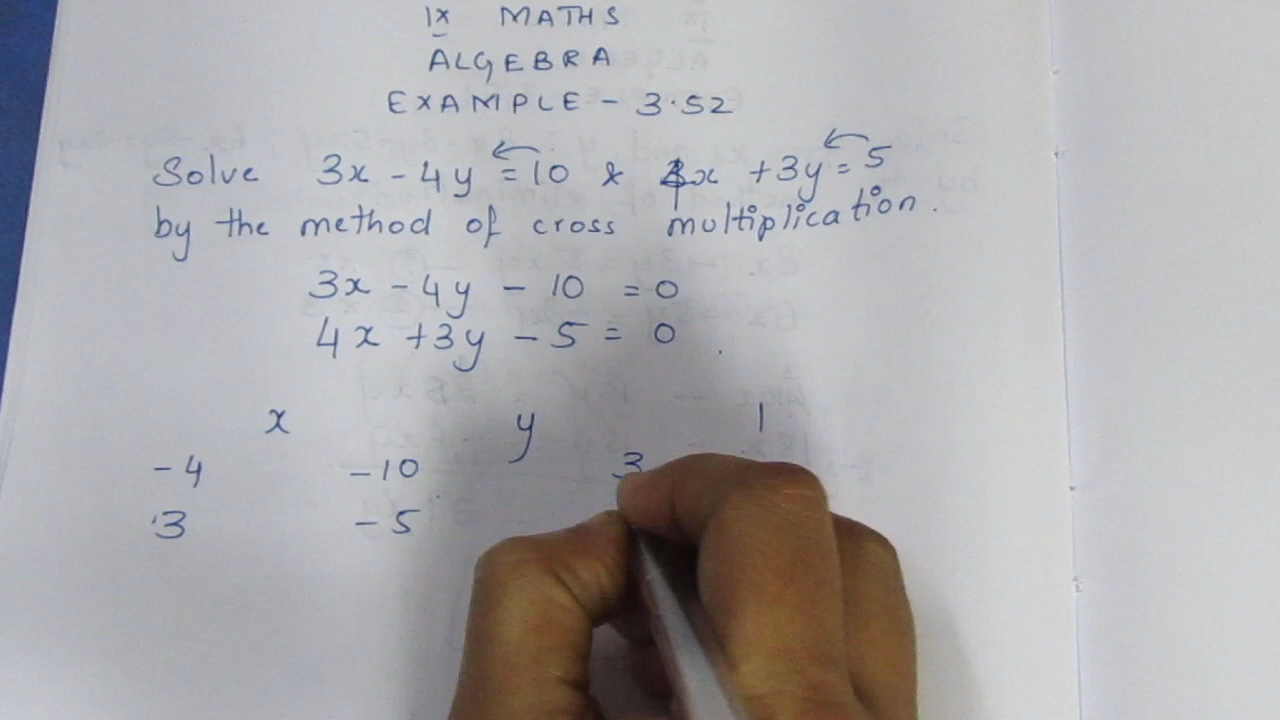 IX MATHS
ALGEBRA
EXAMPLE - 3.52
Solve 3x - 4y = 10 & 4x + 3y = 5
by the method of cross multiplication.
3x - 4y - 10 = 0
4x + 3y - 5 = 0
x y 1
-4 -10 3
3 -5